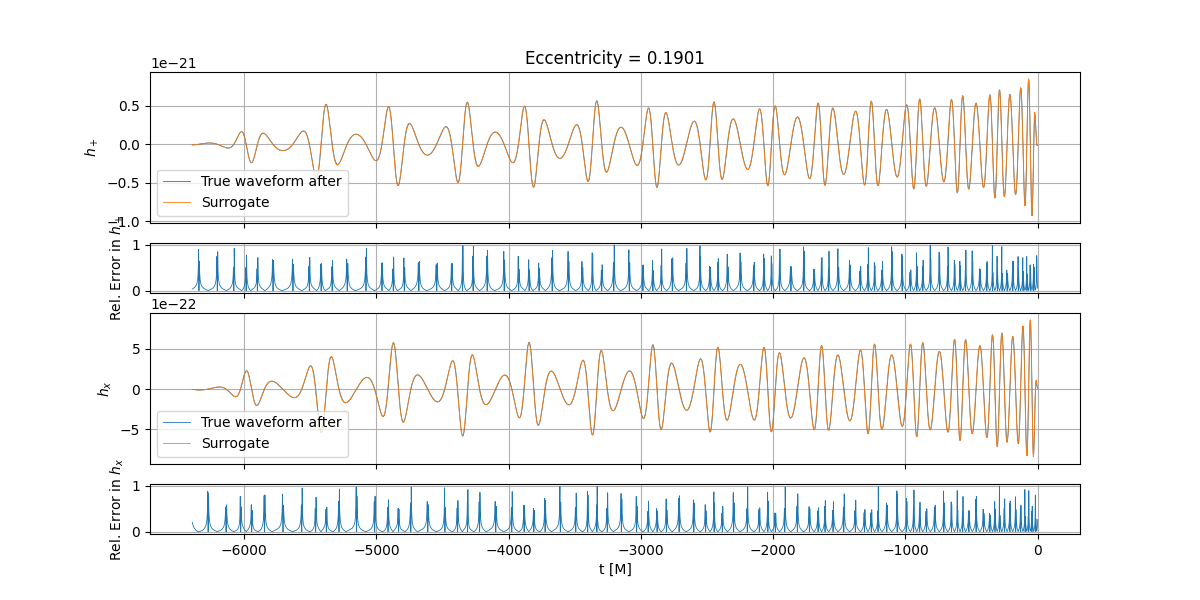 Eccentricity = 0.1901
1e−21
0.5
0.0
−0.5
−1.0
h₊
True waveform after
Surrogate
1
0
Rel. Error in h₊
1e−22
5
0
−5
hₓ
True waveform after
Surrogate
1
0
Rel. Error in hₓ
−6000 −5000 −4000 −3000 −2000 −1000 0
t [M]